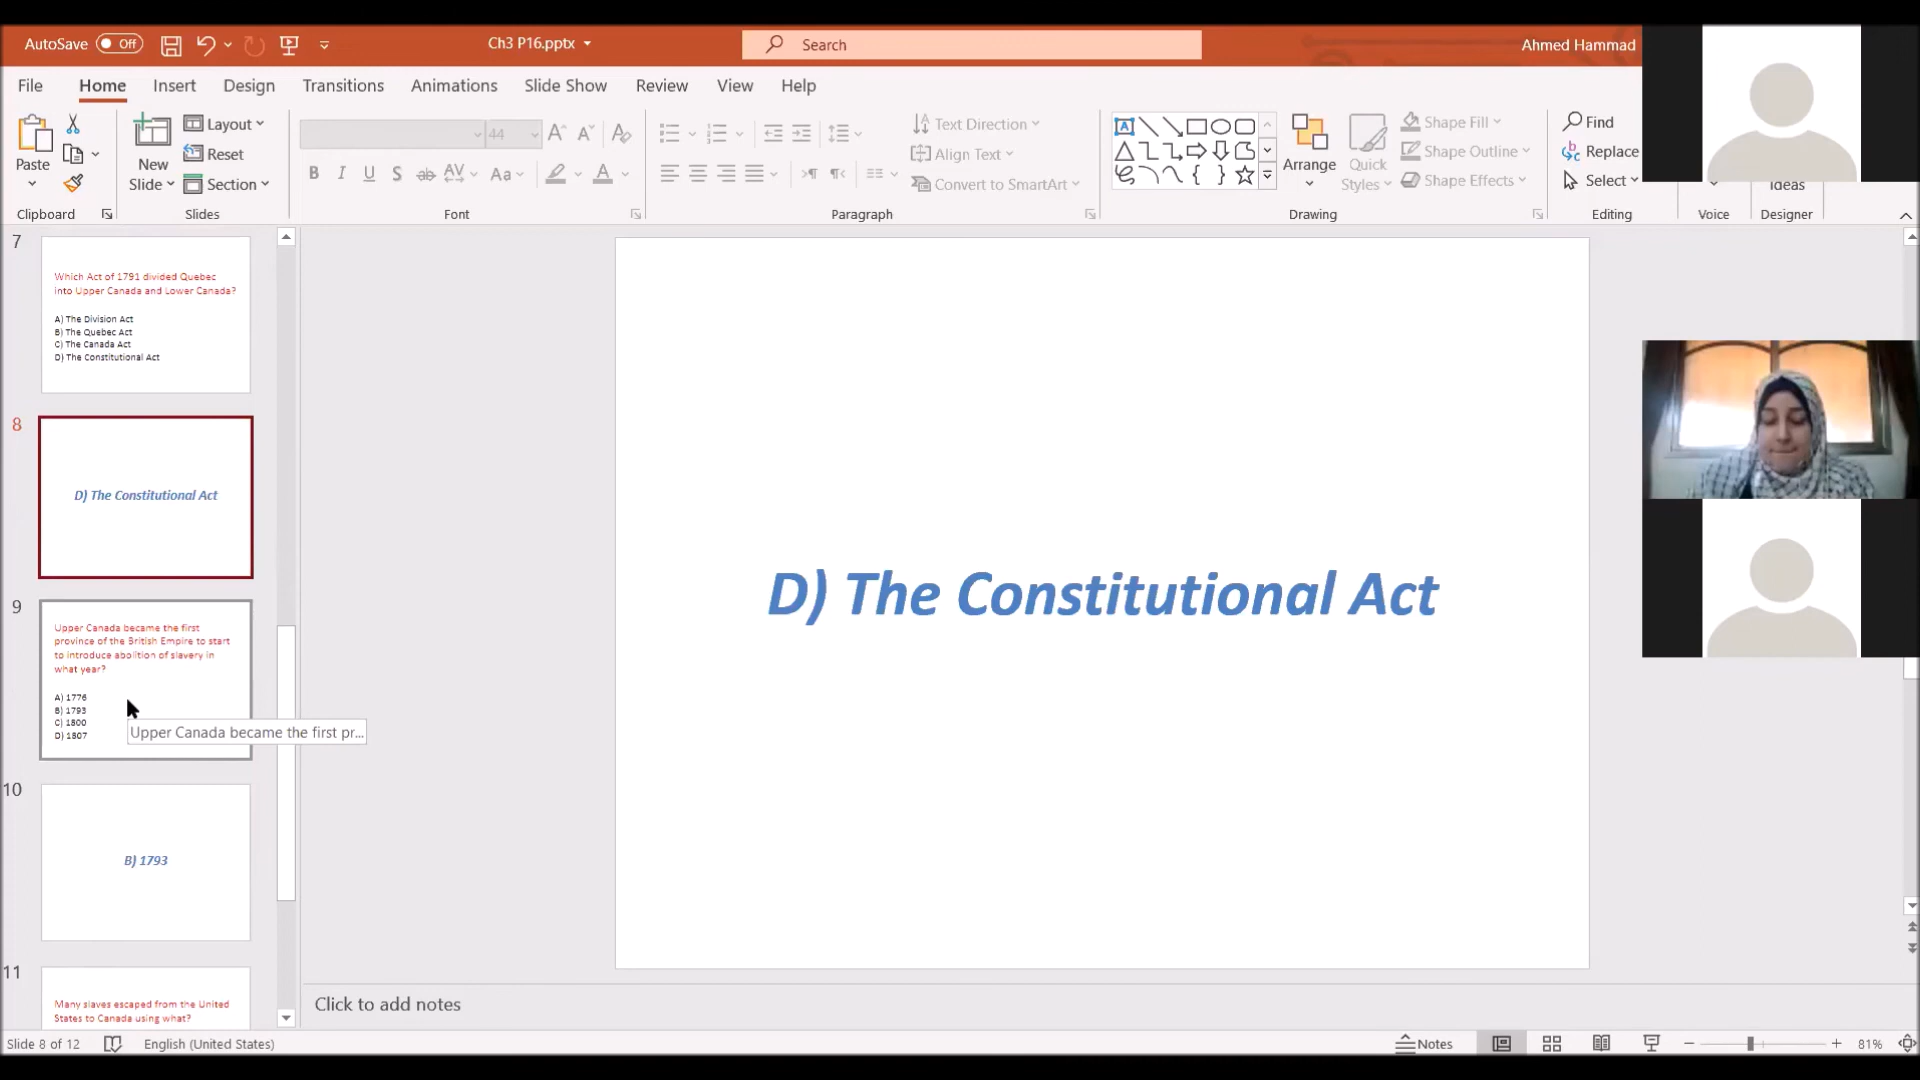 AutoSave Off Ch3 P16.pptx Search Ahmed Hammad
File Home Insert Design Transitions Animations Slide Show Review View Help
Paste
New
Slide
Layout
Reset
Section
44
B I U S ab AV Aa A
Text Direction
Align Text
Convert to SmartArt
Arrange
Quick
Styles
Shape Fill
Shape Outline
Shape Effects
Find
Replace
Select
Ideas
Clipboard Slides Font Paragraph Drawing Editing Voice Designer
7
Which Act of 1791 divided Quebec
into Upper Canada and Lower Canada?
A) The Division Act
B) The Quebec Act
C) The Canada Act
D) The Constitutional Act
8
D) The Constitutional Act
9
Upper Canada became the first
province of the British Empire to start
to introduce abolition of slavery in
what year?
A) 1776
B) 1793
C) 1800
D) 1807
Upper Canada became the first pr...
10
B) 1793
11
Many slaves escaped from the United
States to Canada using what?
D) The Constitutional Act
Click to add notes
Slide 8 of 12 English (United States) Notes 81%